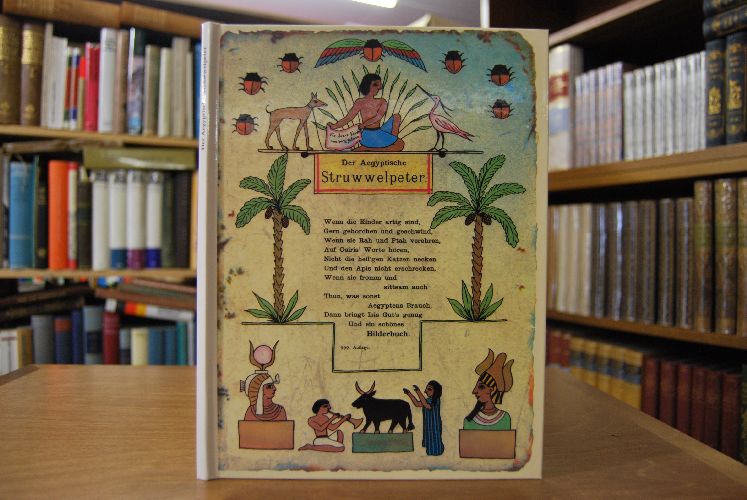 Der Aegyptische
Struwwelpeter.
Wenn die Kinder artig sind,
Gern gehorchen und geschwind,
Wenn sie Rah und Ptah verehren,
Auf Osiris' Worte hören,
Nicht die heil'gen Katzen necken
Und den Apis nicht erschrecken,
Wenn sie fromm und
sittsam auch
Thun, was sonst
Aegyptens Brauch,
Dann bringt Isis Gut's genug
Und ein schönes
Bilderbuch.
Auflage.